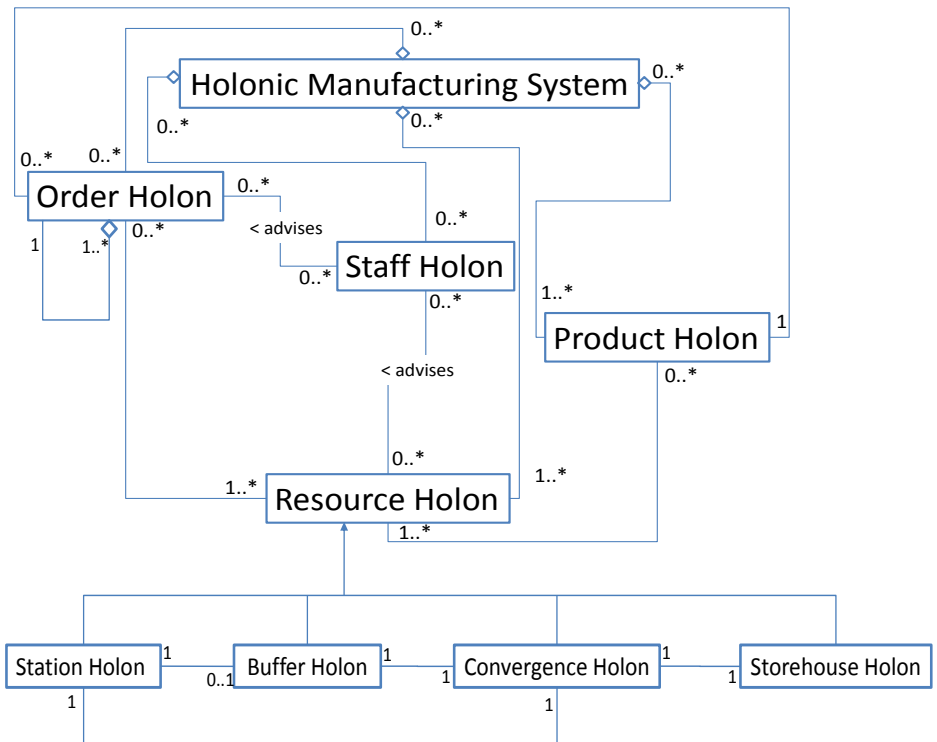 0..*
Holonic Manufacturing System
0..*
0..*
0..*
0..*
0..*
Order Holon
0..*
1
1..*
0..*
< advises
0..*
0..*
Staff Holon
0..*
1..*
Product Holon
1
0..*
< advises
0..*
1..*
Resource Holon
1..*
1..*
Station Holon
1
0..1
Buffer Holon
1
1
Convergence Holon
1
1
Storehouse Holon
1
1